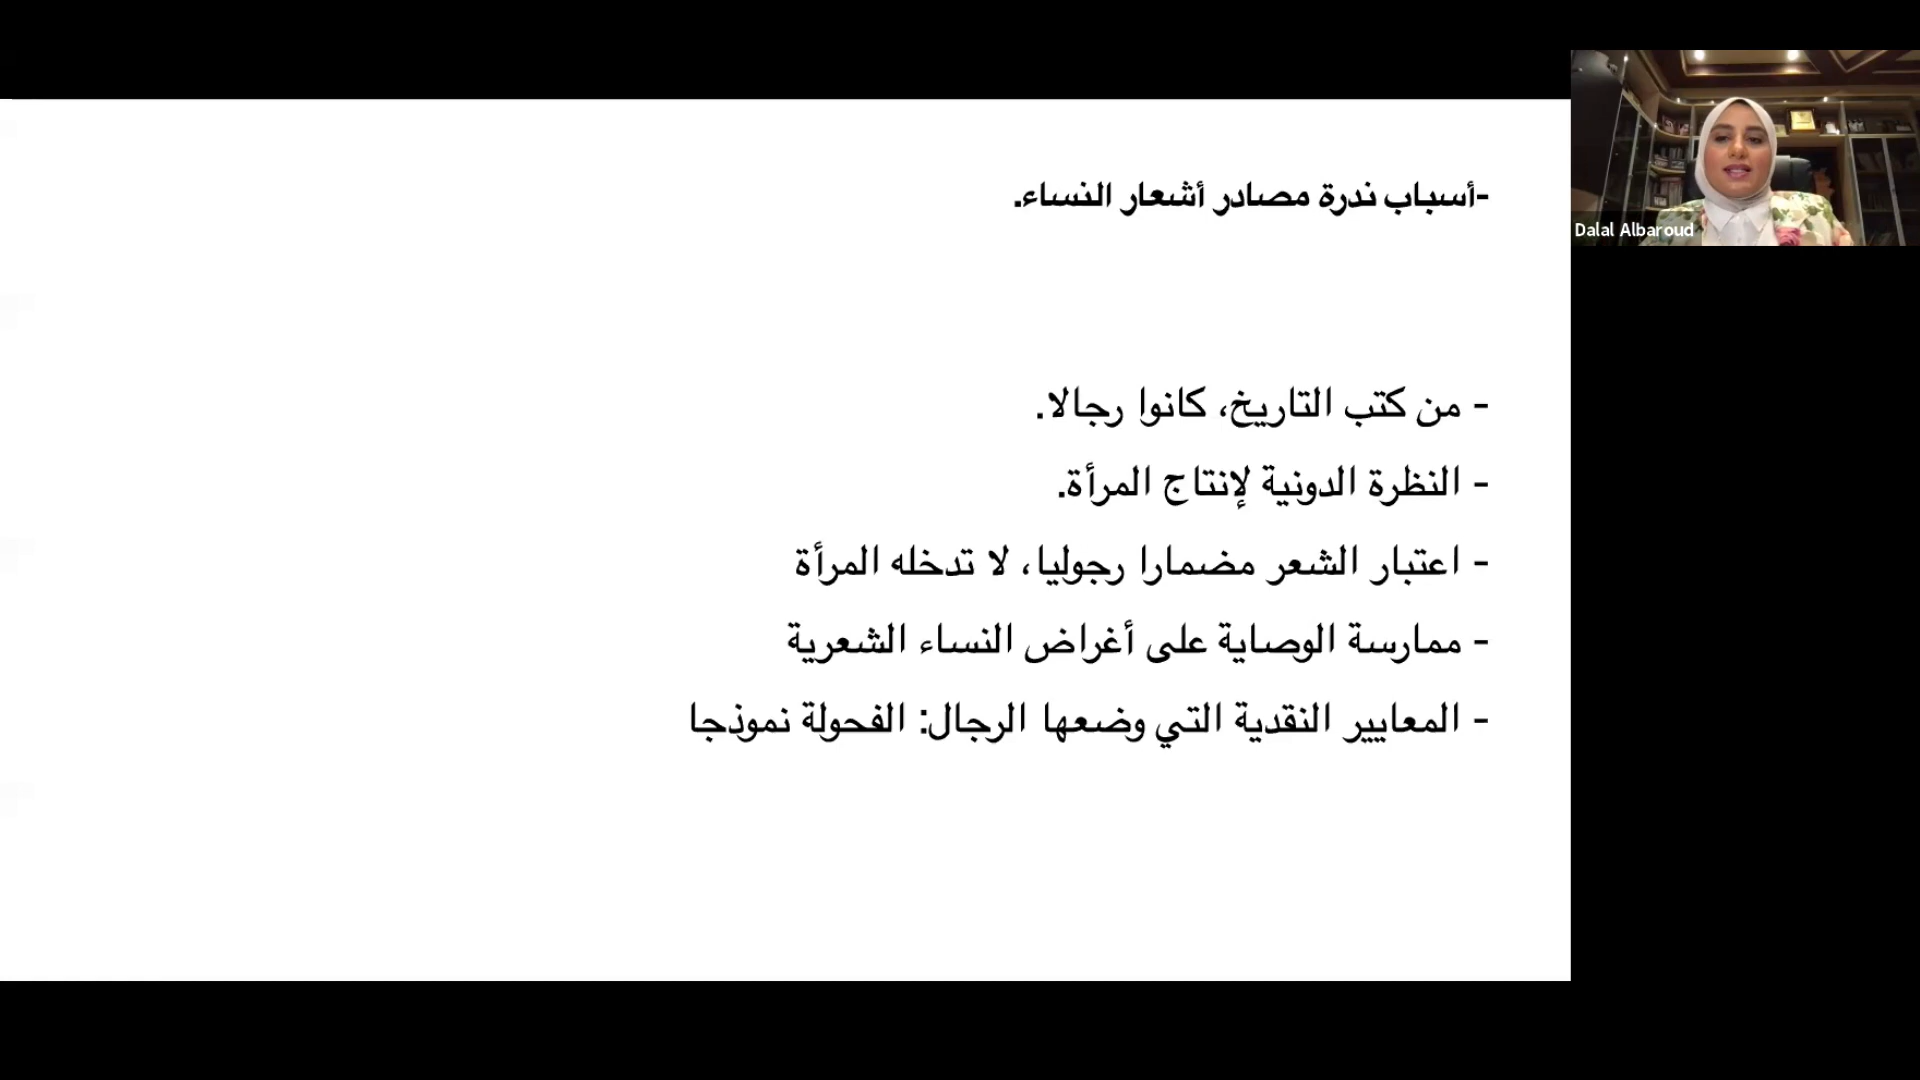 -أسباب ندرة مصادر أشعار النساء.
- من كتب التاريخ، كانوا رجالا.
- النظرة الدونية لإنتاج المرأة.
- اعتبار الشعر مضمارا رجوليا، لا تدخله المرأة
- ممارسة الوصاية على أغراض النساء الشعرية
- المعايير النقدية التي وضعها الرجال: الفحولة نموذجا
Dalal Albaroud